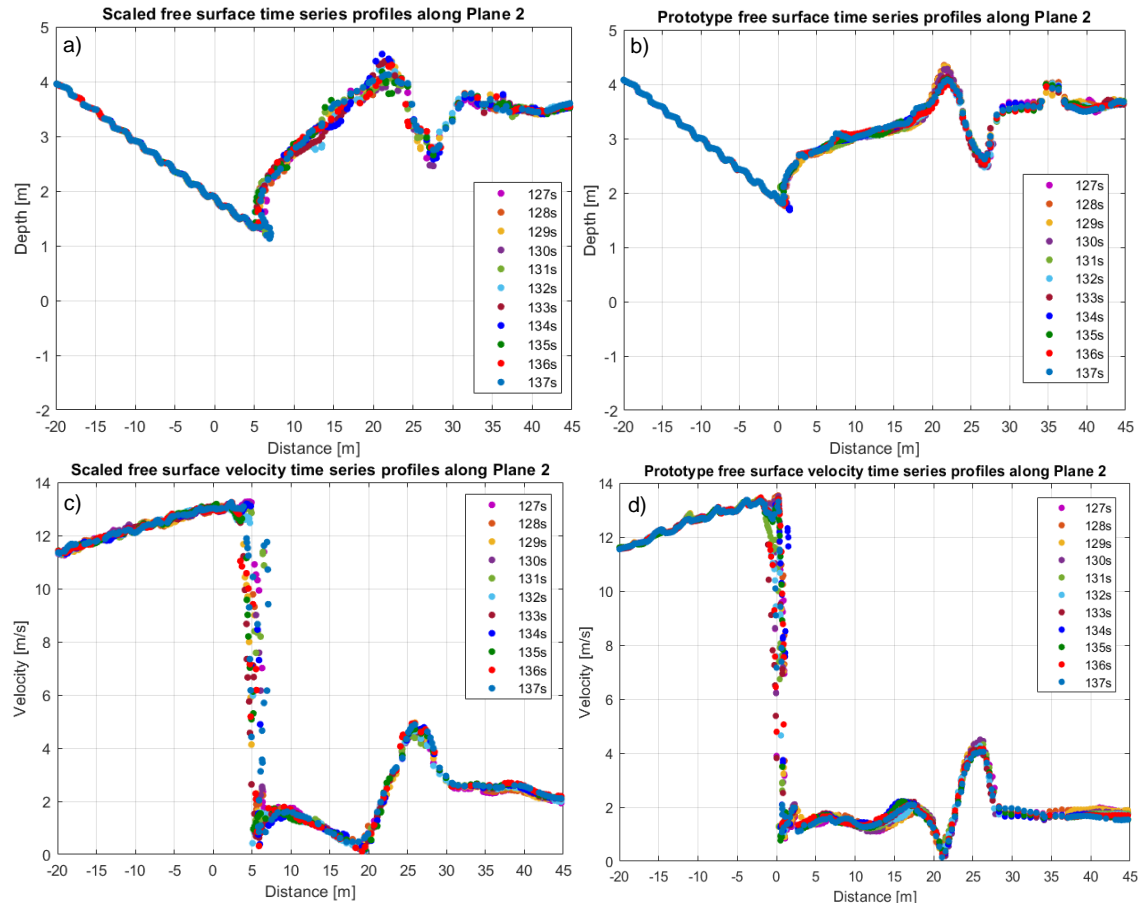 Scaled free surface time series profiles along Plane 2
a)
5
4
3
2
1
0
-1
-2
Depth [m]
-20 -15 -10 -5 0 5 10 15 20 25 30 35 40 45
Distance [m]
127s
128s
129s
130s
131s
132s
133s
134s
135s
136s
137s
Prototype free surface time series profiles along Plane 2
b)
5
4
3
2
1
0
-1
-2
Depth [m]
-20 -15 -10 -5 0 5 10 15 20 25 30 35 40 45
Distance [m]
127s
128s
129s
130s
131s
132s
133s
134s
135s
136s
137s
Scaled free surface velocity time series profiles along Plane 2
c)
14
12
10
8
6
4
2
0
Velocity [m/s]
-20 -15 -10 -5 0 5 10 15 20 25 30 35 40 45
Distance [m]
127s
128s
129s
130s
131s
132s
133s
134s
135s
136s
137s
Prototype free surface velocity time series profiles along Plane 2
d)
14
12
10
8
6
4
2
0
Velocity [m/s]
-20 -15 -10 -5 0 5 10 15 20 25 30 35 40 45
Distance [m]
127s
128s
129s
130s
131s
132s
133s
134s
135s
136s
137s